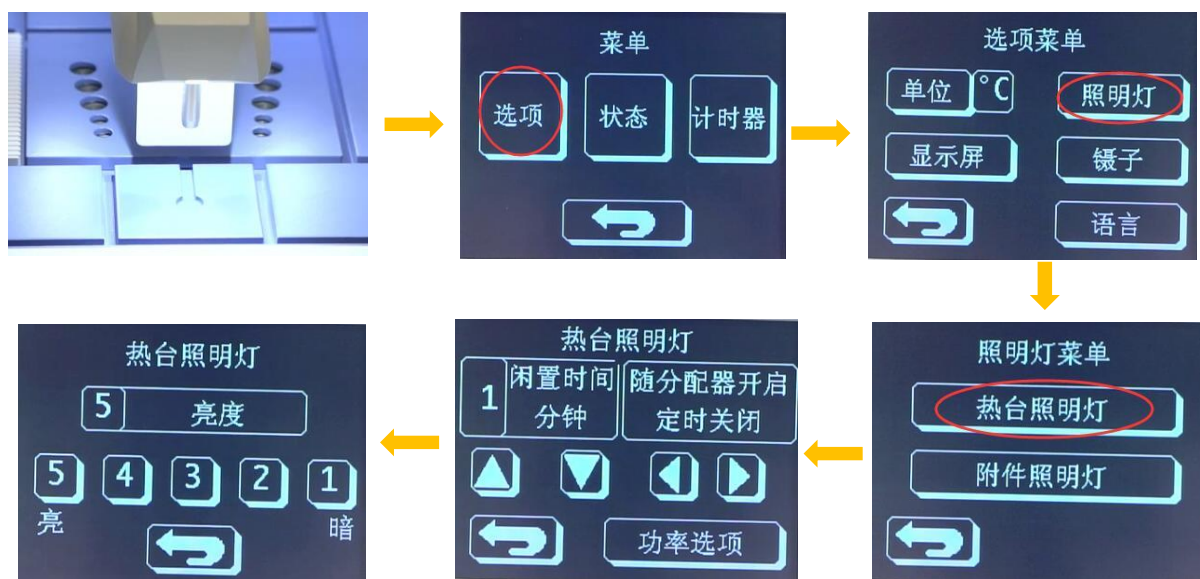 菜单
选项
状态
计时器
选项菜单
单位
°C
照明灯
显示屏
镊子
语言
照明灯菜单
热台照明灯
附件照明灯
热台照明灯
1
闲置时间
分钟
随分配器开启
定时关闭
功率选项
热台照明灯
5
亮度
5
4
3
2
1
亮
暗